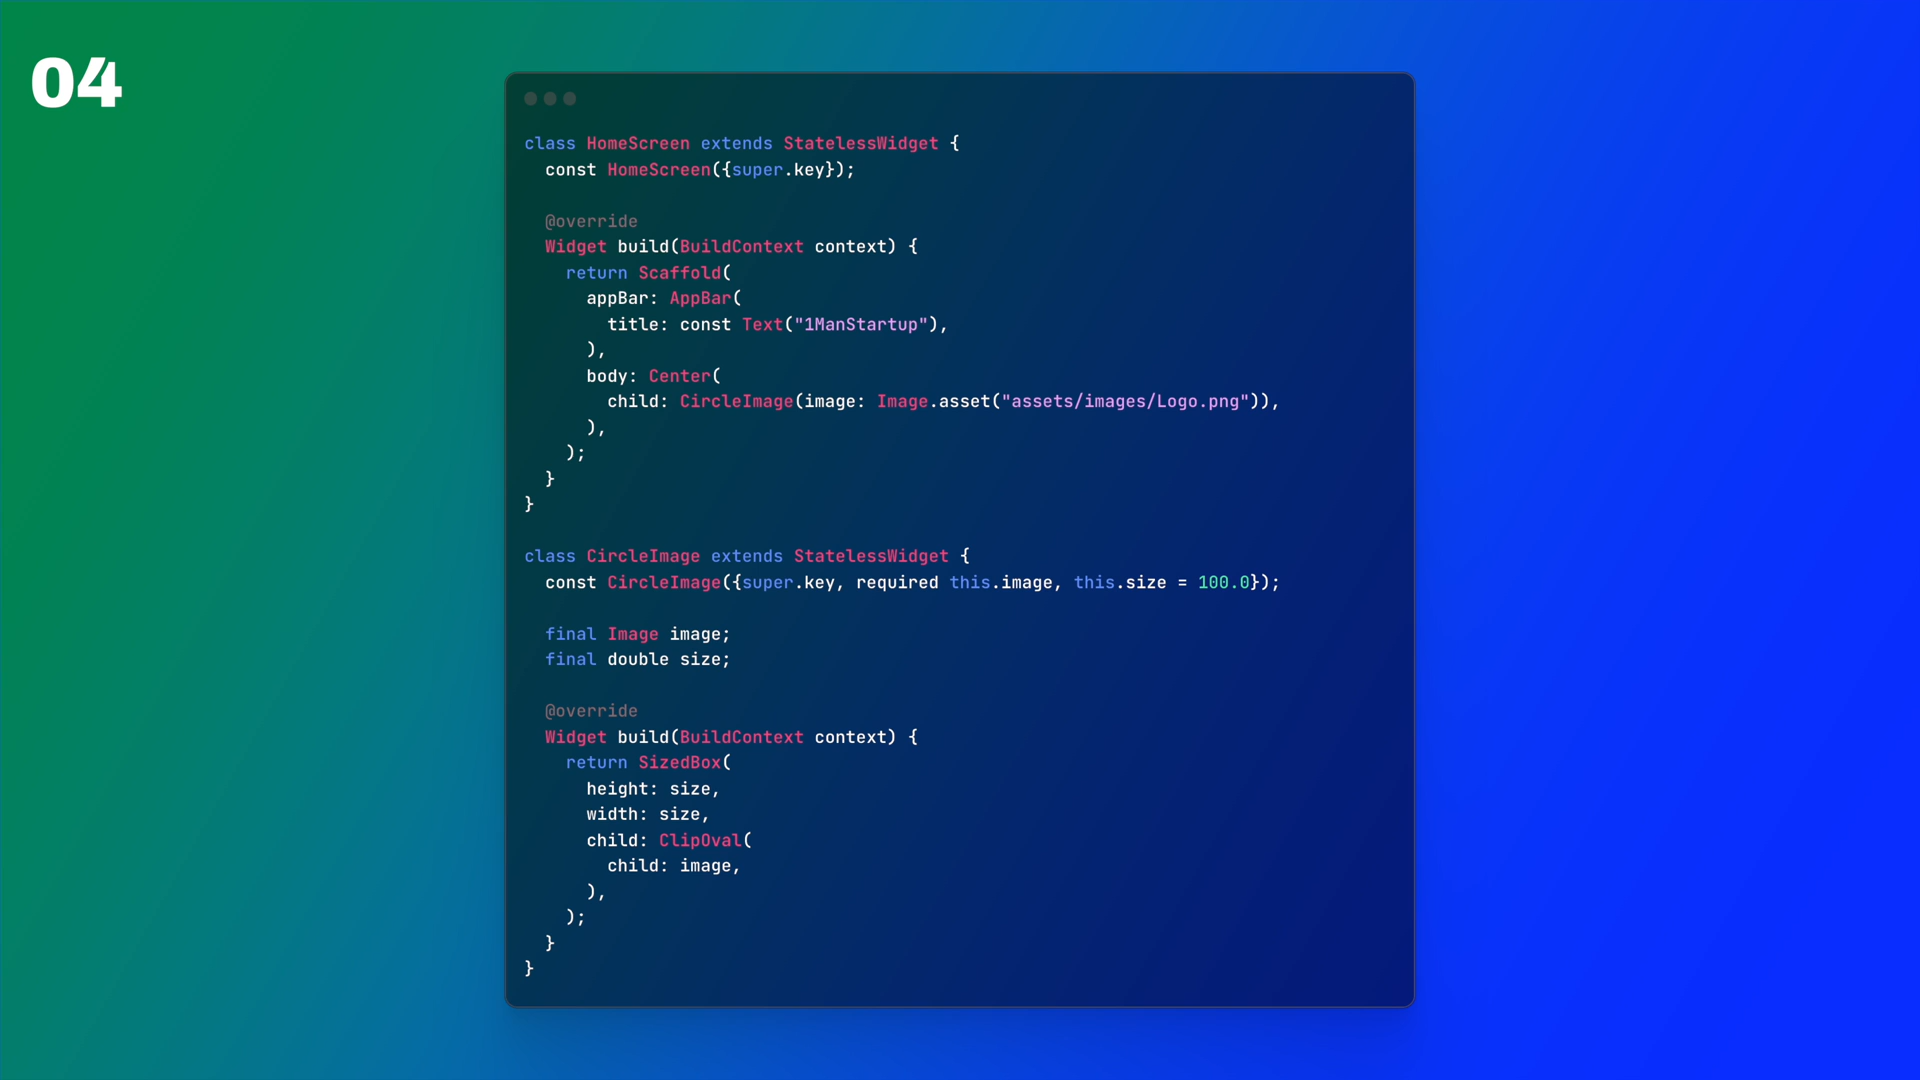 04
class HomeScreen extends StatelessWidget {
  const HomeScreen({super.key});

  @override
  Widget build(BuildContext context) {
    return Scaffold(
      appBar: AppBar(
        title: const Text("1ManStartup"),
      ),
      body: Center(
        child: CircleImage(image: Image.asset("assets/images/Logo.png")),
      ),
    );
  }
}

class CircleImage extends StatelessWidget {
  const CircleImage({super.key, required this.image, this.size = 100.0});

  final Image image;
  final double size;

  @override
  Widget build(BuildContext context) {
    return SizedBox(
      height: size,
      width: size,
      child: ClipOval(
        child: image,
      ),
    );
  }
}